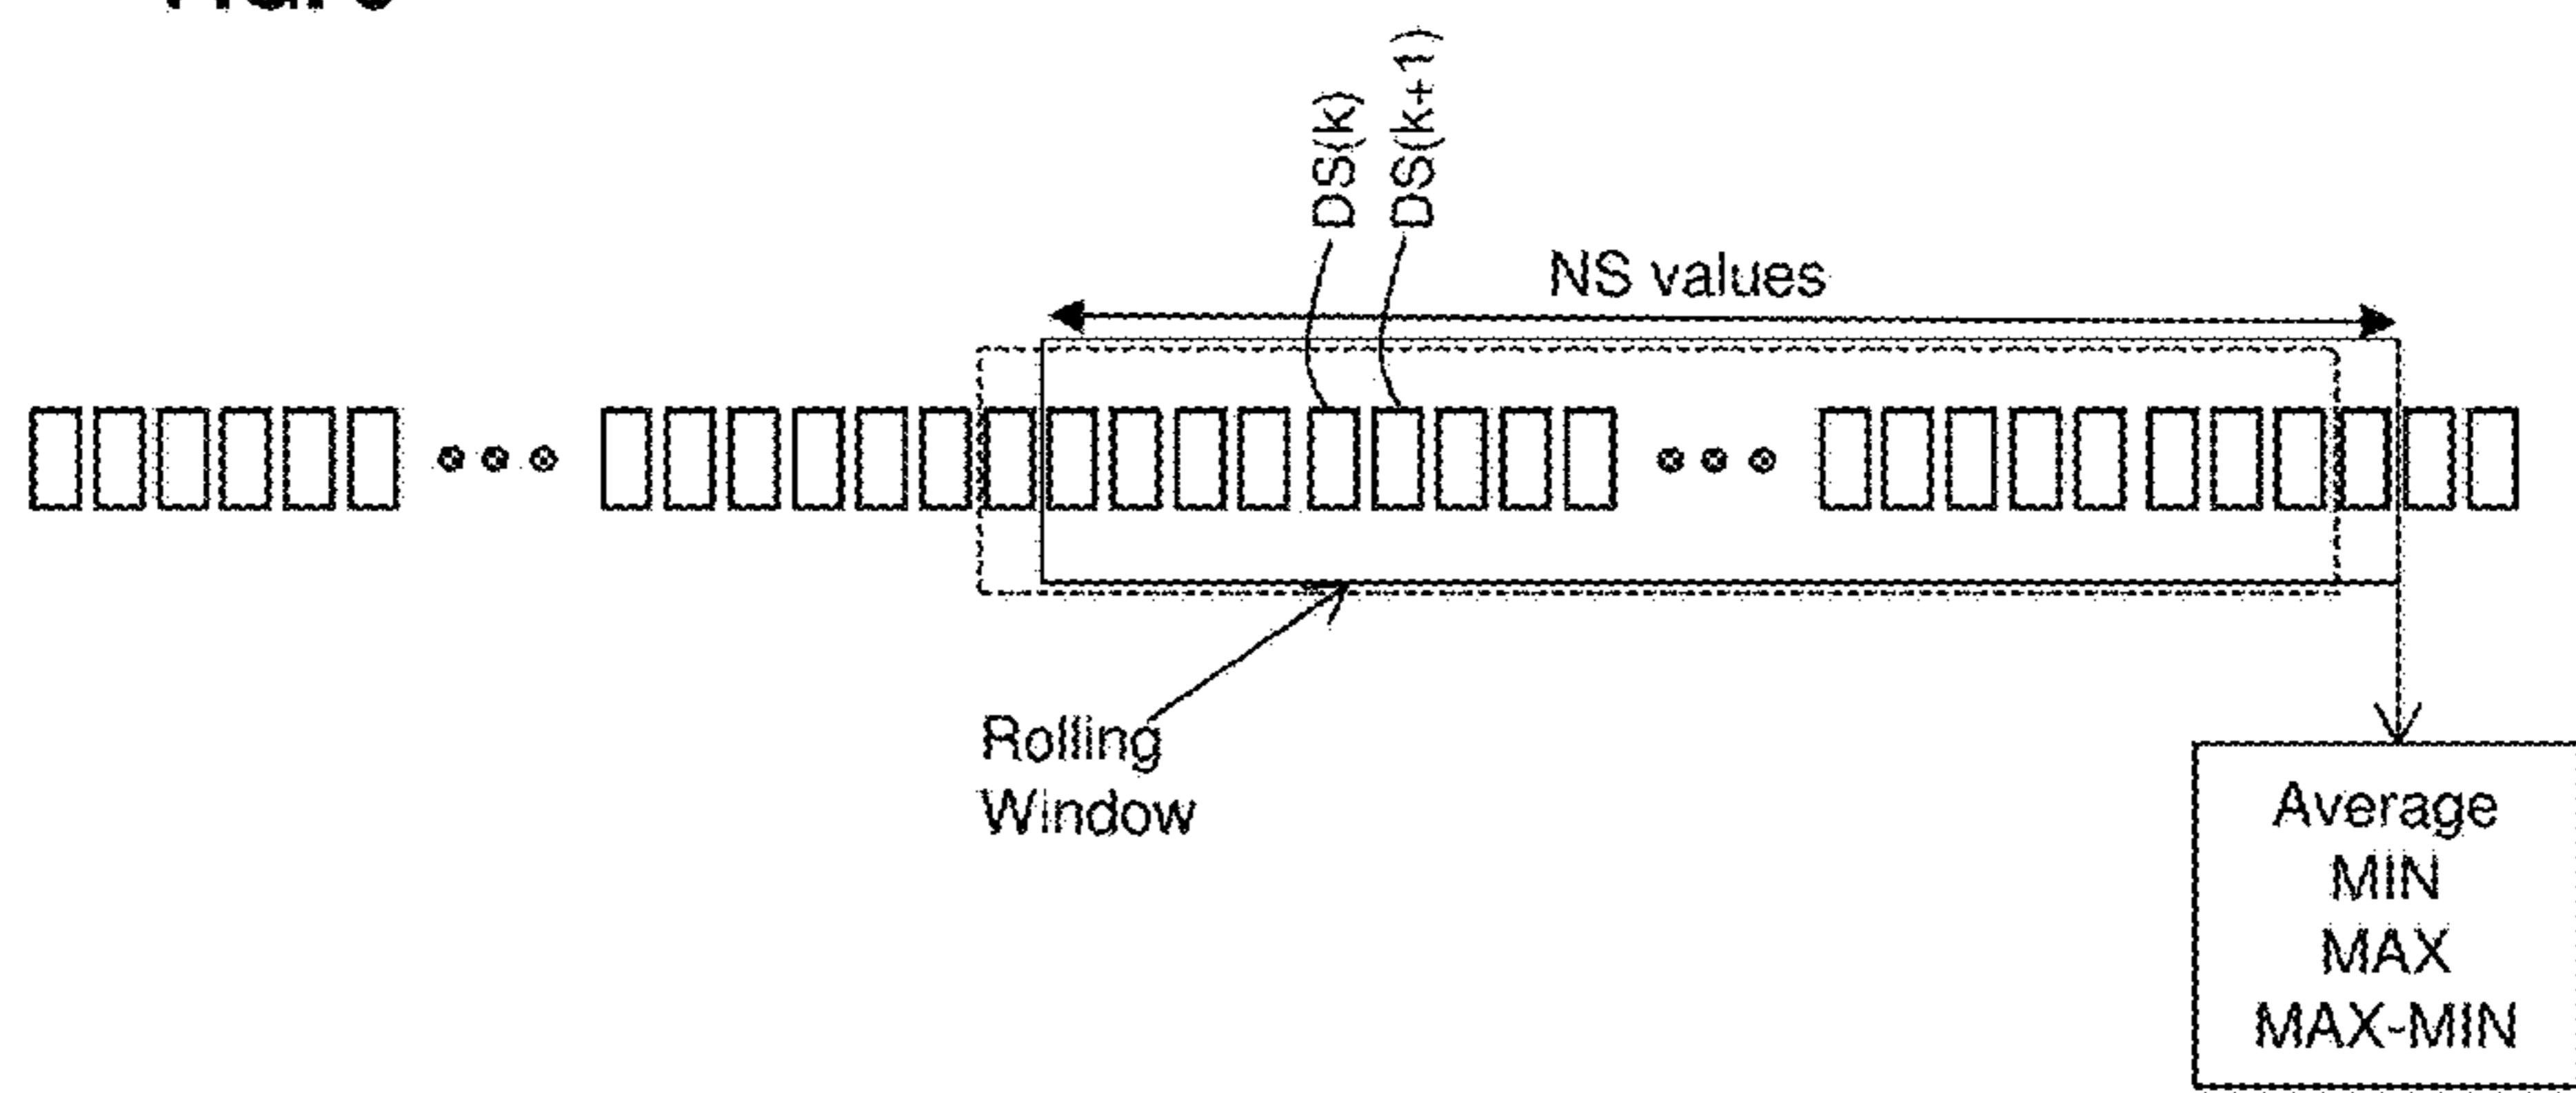 DS(k)
DS(k+1)
NS values
Rolling
Window
Average
MIN
MAX
MAX-MIN